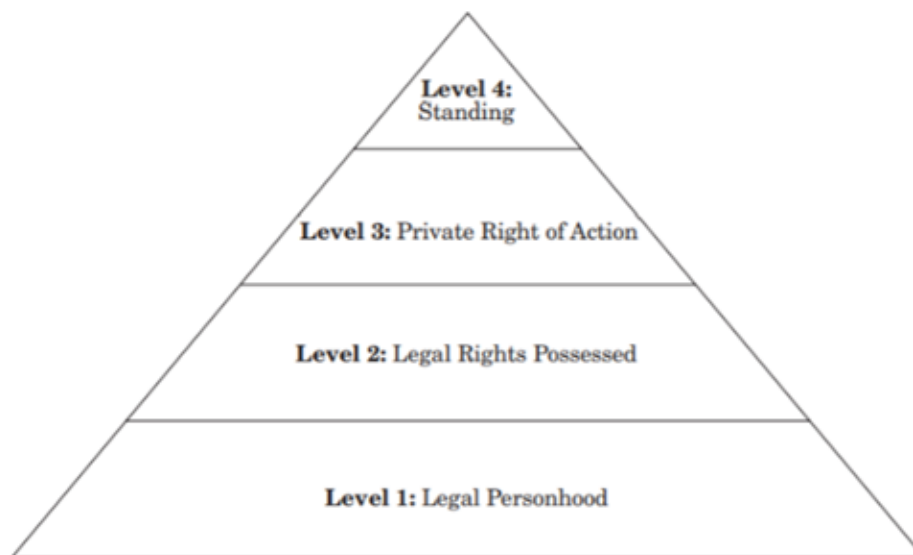 Level 4:
Standing
Level 3: Private Right of Action
Level 2: Legal Rights Possessed
Level 1: Legal Personhood